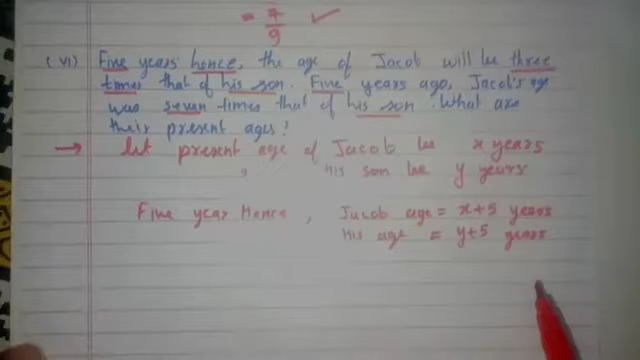 = 7/9 ✓
(vi) Five years hence, the age of Jacob will be three
times that of his son. Five years ago, Jacob's age
was seven times that of his son. What are
their present ages?
→ let present age of Jacob be x years
, his son be y years
Five year Hence, Jacob age = x+5 years
His age = y+5 years